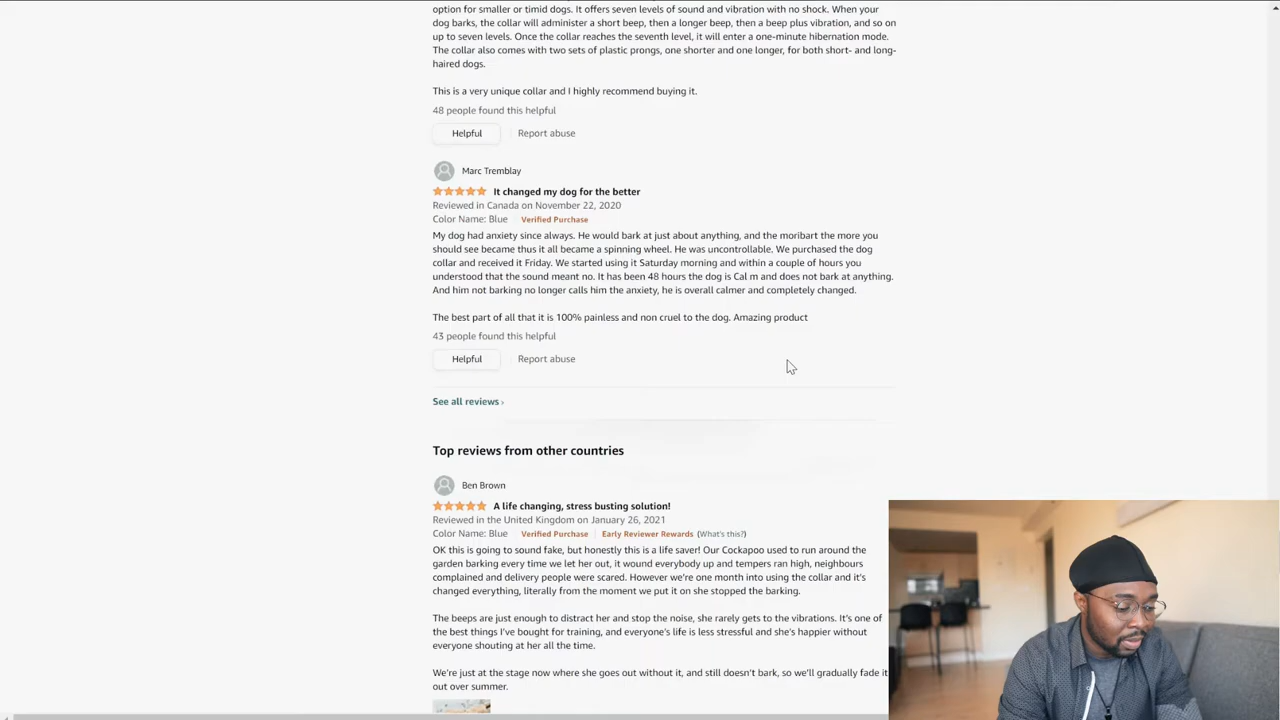 option for smaller or timid dogs. It offers seven levels of sound and vibration with no shock. When your
dog barks, the collar will administer a short beep, then a longer beep, then a beep plus vibration, and so on
up to seven levels. Once the collar reaches the seventh level, it will enter a one-minute hibernation mode.
The collar also comes with two sets of plastic prongs, one shorter and one longer, for both short- and long-
haired dogs.
This is a very unique collar and I highly recommend buying it.
48 people found this helpful
Helpful Report abuse
Marc Tremblay
It changed my dog for the better
Reviewed in Canada on November 22, 2020
Color Name: Blue Verified Purchase
My dog had anxiety since always. He would bark at just about anything, and the moribart the more you
should see became thus it all became a spinning wheel. He was uncontrollable. We purchased the dog
collar and received it Friday. We started using it Saturday morning and within a couple of hours you
understood that the sound meant no. It has been 48 hours the dog is Cal m and does not bark at anything.
And him not barking no longer calls him the anxiety, he is overall calmer and completely changed.
The best part of all that it is 100% painless and non cruel to the dog. Amazing product
43 people found this helpful
Helpful Report abuse
See all reviews ›
Top reviews from other countries
Ben Brown
A life changing, stress busting solution!
Reviewed in the United Kingdom on January 26, 2021
Color Name: Blue Verified Purchase | Early Reviewer Rewards (What's this?)
OK this is going to sound fake, but honestly this is a life saver! Our Cockapoo used to run around the
garden barking every time we let her out, it wound everybody up and tempers ran high, neighbours
complained and delivery people were scared. However we're one month into using the collar and it's
changed everything, literally from the moment we put it on she stopped the barking.
The beeps are just enough to distract her and stop the noise, she rarely gets to the vibrations. It's one of
the best things I've bought for training, and everyone's life is less stressful and she's happier without
everyone shouting at her all the time.
We're just at the stage now where she goes out without it, and still doesn't bark, so we'll gradually fade it
out over summer.